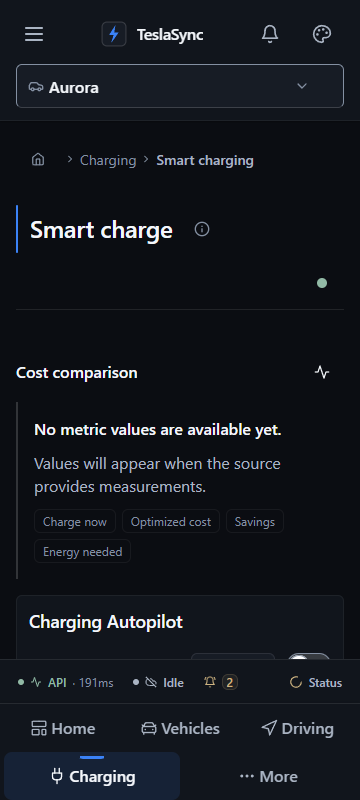 TeslaSync
Aurora
Charging
Smart charging
Smart charge
Cost comparison
No metric values are available yet.
Values will appear when the source
provides measurements.
Charge now
Optimized cost
Savings
Energy needed
Charging Autopilot
API · 191ms
Idle
2
Status
Home
Vehicles
Driving
Charging
More